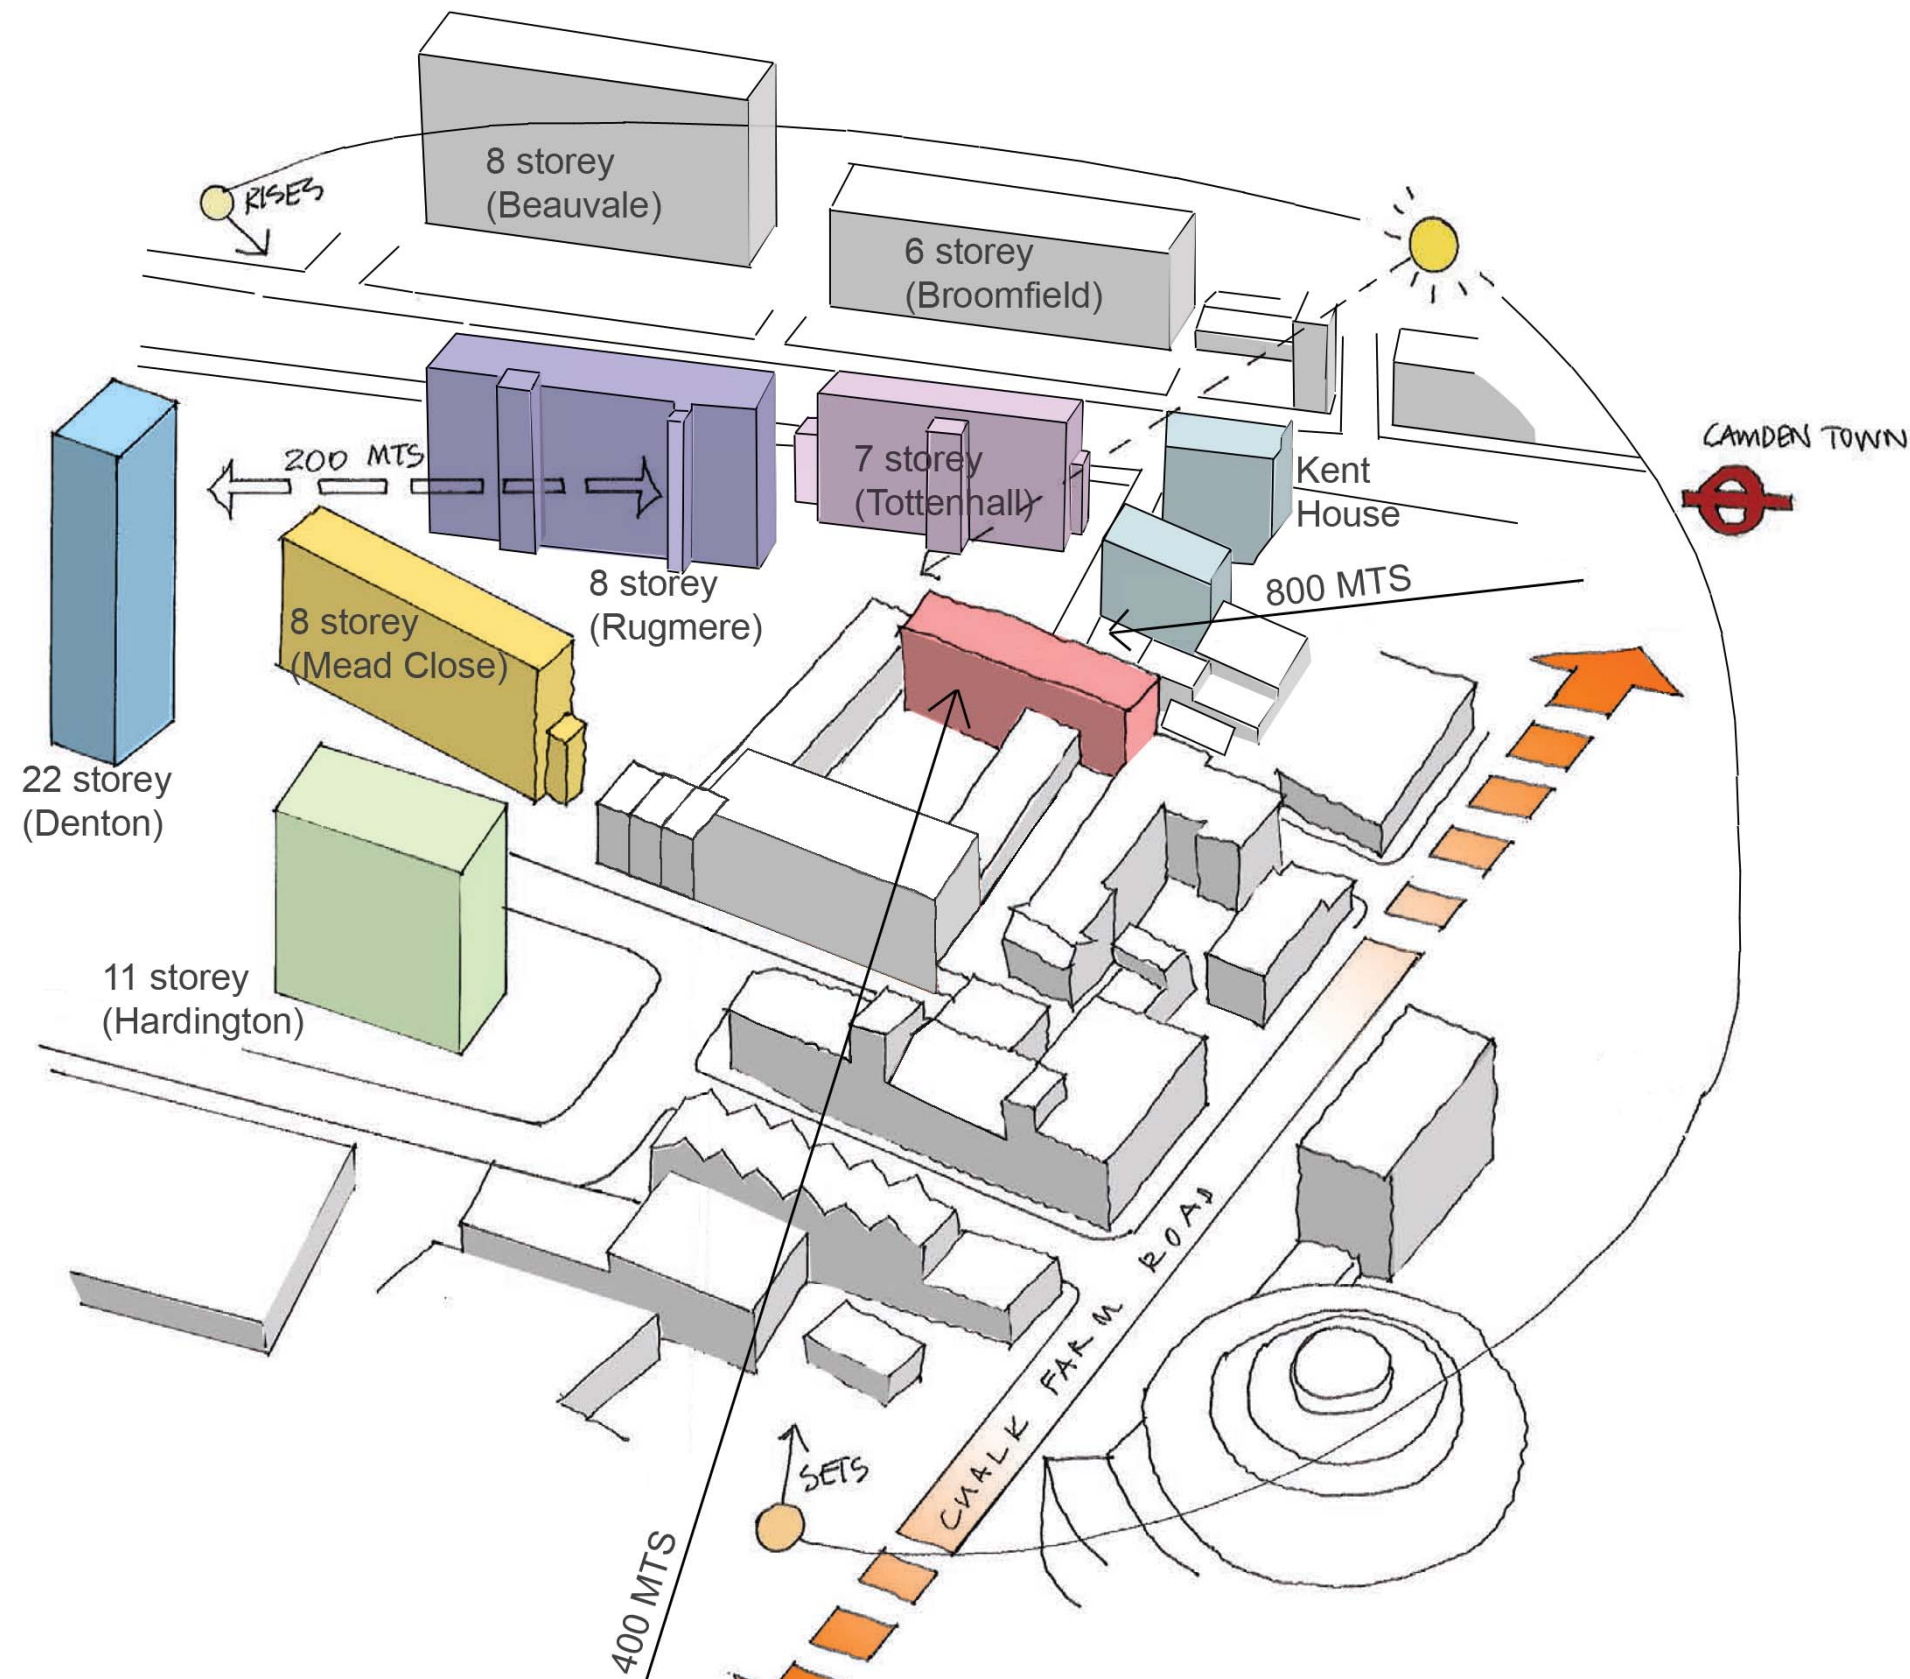 8 storey
(Beauvale)
RISES
6 storey
(Broomfield)
CAMDEN TOWN
200 MTS
7 storey
(Tottenhall)
Kent
House
8 storey
(Rugmere)
800 MTS
8 storey
(Mead Close)
22 storey
(Denton)
11 storey
(Hardington)
CHALK FARM ROAD
SETS
400 MTS